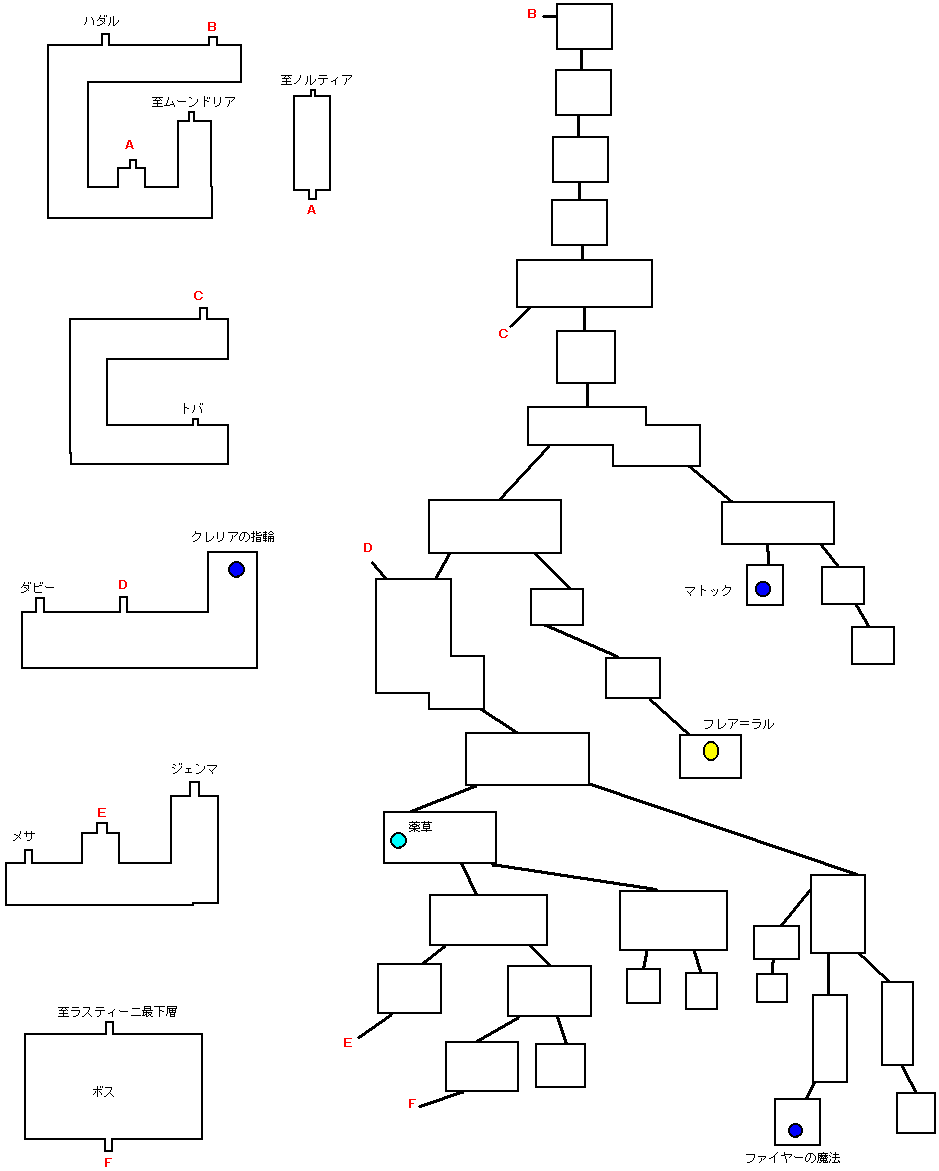 ハダル
B
至ムーンドリア
A
至ノルティア
A
B
C
C
トバ
クレリアの指輪
ダビー
D
D
マトック
フレア＝ラル
ジェンマ
E
メサ
薬草
E
F
至ラスティーニ最下層
ボス
F
ファイヤーの魔法